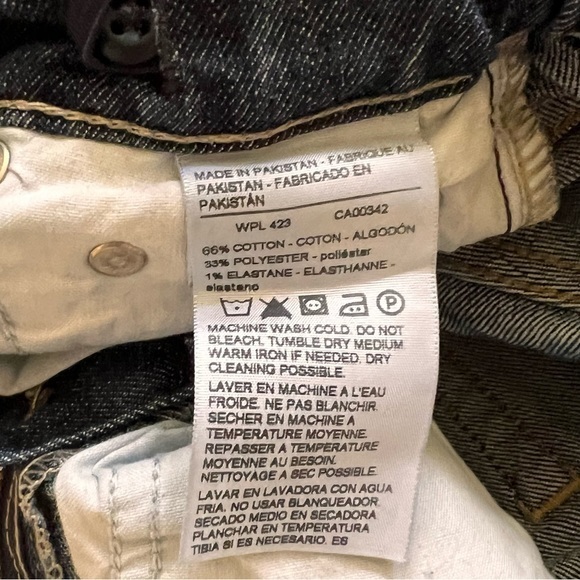 MADE IN PAKISTAN - FABRIQUE AU
PAKISTAN - FABRICADO EN
PAKISTÁN
WPL 423 CA00342
66% COTTON - COTON - ALGODÓN
33% POLYESTER - poliéster
1% ELASTANE - ELASTHANNE -
elastano
MACHINE WASH COLD. DO NOT
BLEACH. TUMBLE DRY MEDIUM
WARM IRON IF NEEDED. DRY
CLEANING POSSIBLE.
LAVER EN MACHINE A L'EAU
FROIDE. NE PAS BLANCHIR.
SECHER EN MACHINE A
TEMPERATURE MOYENNE.
REPASSER A TEMPERATURE
MOYENNE AU BESOIN.
NETTOYAGE A SEC POSSIBLE.
LAVAR EN LAVADORA CON AGUA
FRIA. NO USAR BLANQUEADOR.
SECADO MEDIO EN SECADORA
PLANCHAR EN TEMPERATURA
TIBIA SI ES NECESARIO. ES